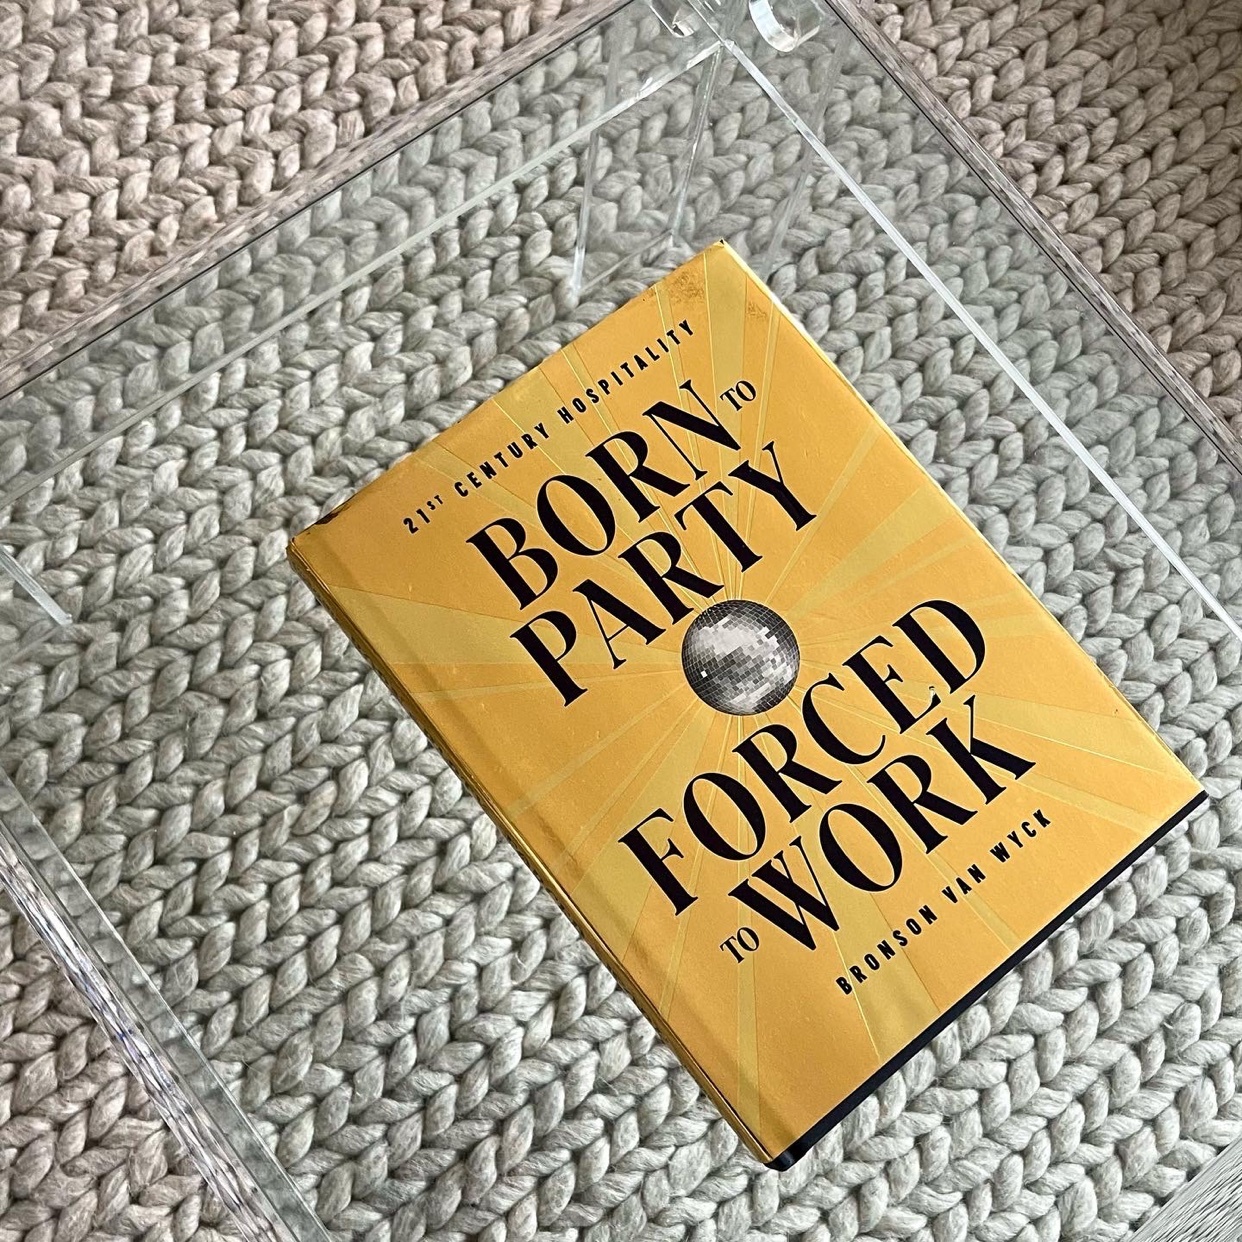 21ST CENTURY HOSPITALITY
BORN TO
PARTY
FORCED
TO WORK
BRONSON VAN WYCK